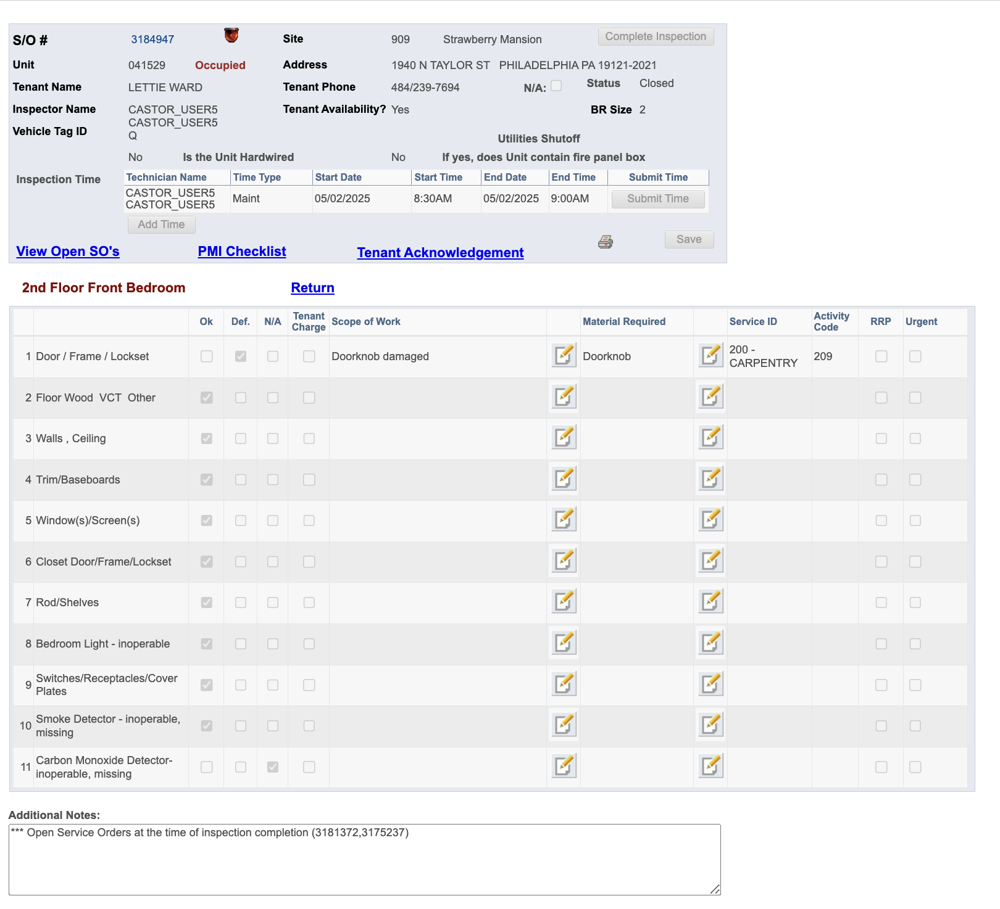 S/O # 3184947 Site 909 Strawberry Mansion Complete Inspection
Unit 041529 Occupied Address 1940 N TAYLOR ST PHILADELPHIA PA 19121-2021
Tenant Name LETTIE WARD Tenant Phone 484/239-7694 N/A: Status Closed
Inspector Name CASTOR_USER5 Tenant Availability? Yes BR Size 2
CASTOR_USER5
Vehicle Tag ID Q
Utilities Shutoff
No Is the Unit Hardwired No If yes, does Unit contain fire panel box
Inspection Time Technician Name Time Type Start Date Start Time End Date End Time Submit Time
CASTOR_USER5
CASTOR_USER5 Maint 05/02/2025 8:30AM 05/02/2025 9:00AM Submit Time
Add Time
View Open SO's PMI Checklist Tenant Acknowledgement Save
2nd Floor Front Bedroom Return
Ok Def. N/A Tenant Charge Scope of Work Material Required Service ID Activity Code RRP Urgent
1 Door / Frame / Lockset Doorknob damaged Doorknob 200 - CARPENTRY 209
2 Floor Wood VCT Other
3 Walls , Ceiling
4 Trim/Baseboards
5 Window(s)/Screen(s)
6 Closet Door/Frame/Lockset
7 Rod/Shelves
8 Bedroom Light - inoperable
9 Switches/Receptacles/Cover
Plates
10 Smoke Detector - inoperable,
missing
11 Carbon Monoxide Detector-
inoperable, missing
Additional Notes:
*** Open Service Orders at the time of inspection completion (3181372,3175237)